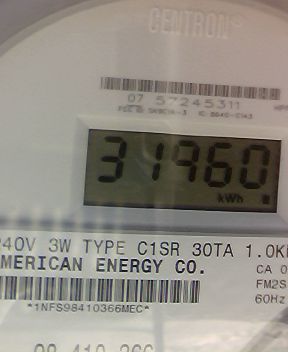 CENTRON®
07 57245311
31960
kWh
240V 3W TYPE C1SR 30TA 1.0K
MERICAN ENERGY CO.
CA 0
FM2S
60Hz
*1NFS98410366MEC*